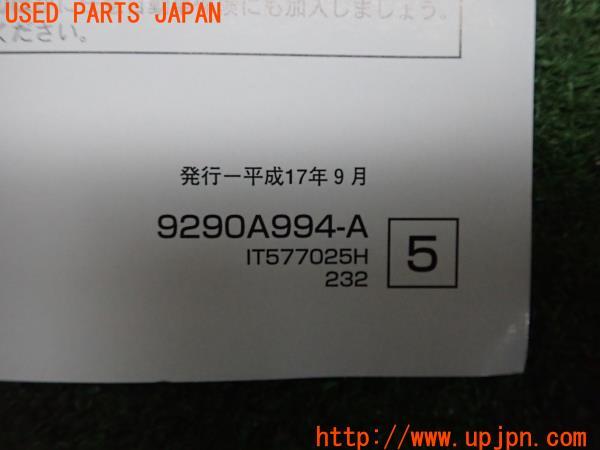 USED PARTS JAPAN
にも加入しましょう。
ください。
発行ー平成17年9月
9290A994-A
IT577025H
232
5
http://www.upjpn.com